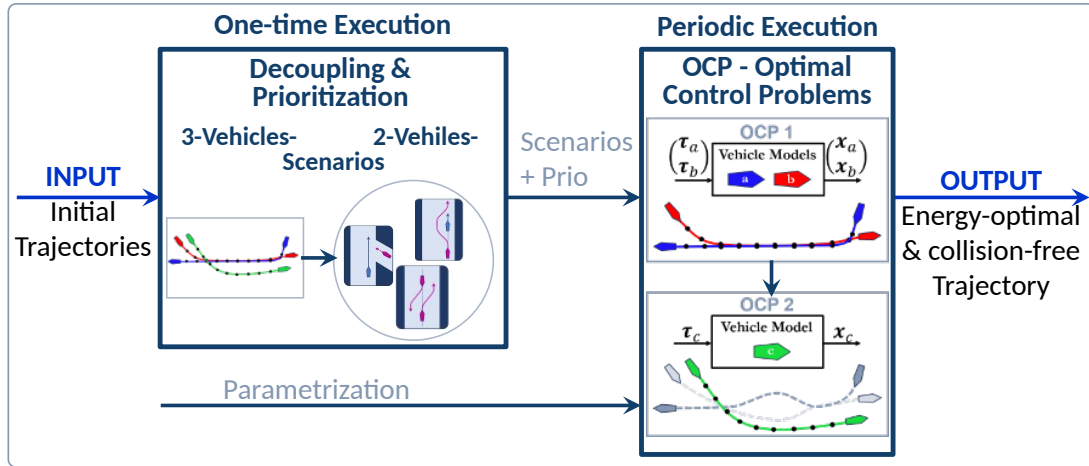 One-time Execution
Decoupling &
Prioritization
3-Vehicles- 2-Vehiles-
Scenarios
INPUT
Initial
Trajectories
Scenarios
+ Prio
Parametrization
Periodic Execution
OCP - Optimal
Control Problems
OCP 1
Vehicle Models
τa
τb
a b
xa
xb
OCP 2
Vehicle Model
τc
c
xc
OUTPUT
Energy-optimal
& collision-free
Trajectory